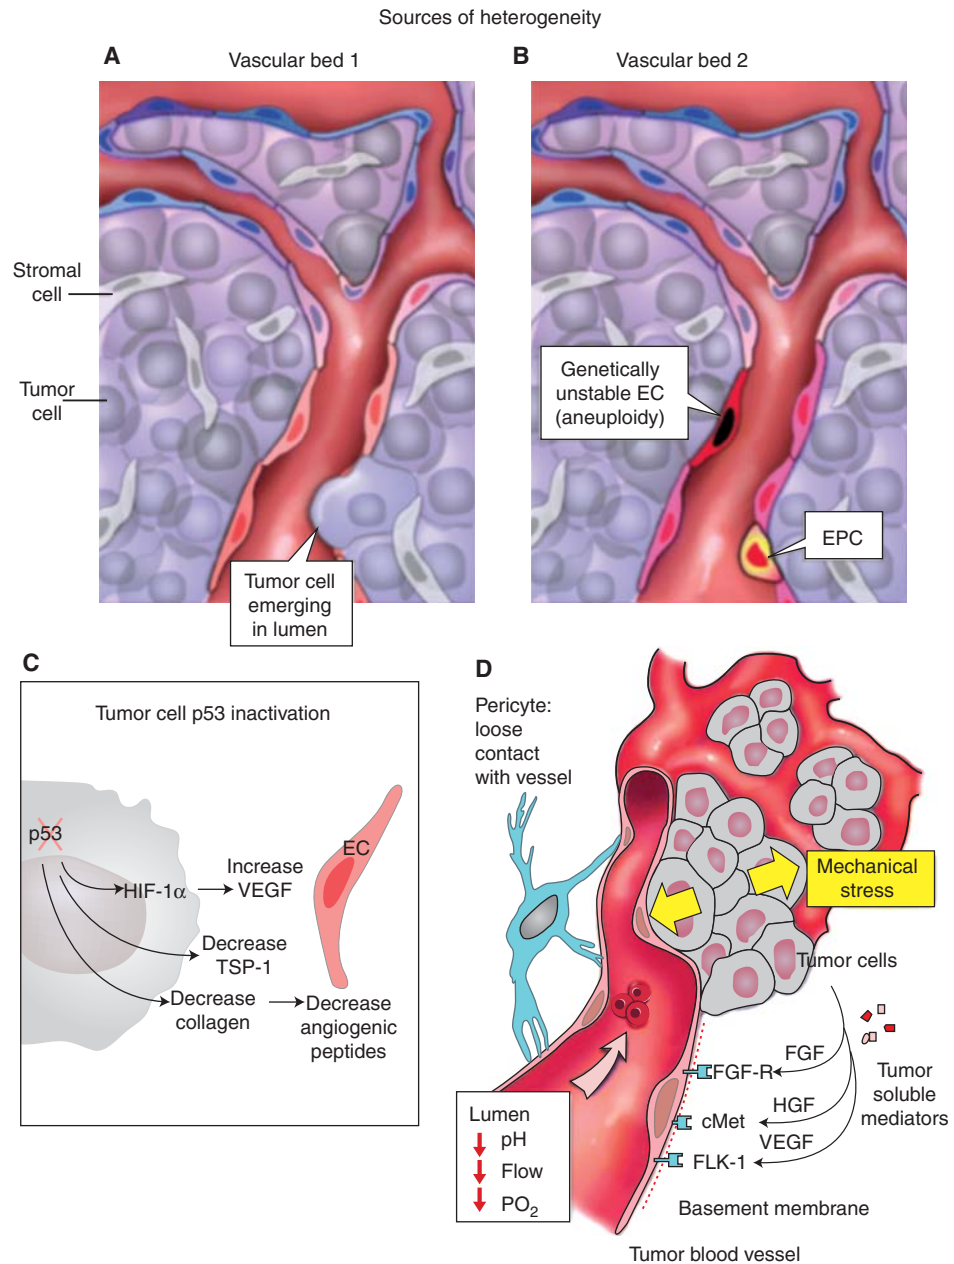 Sources of heterogeneity
A
Vascular bed 1
B
Vascular bed 2
Stromal
cell
Tumor
cell
Tumor cell
emerging
in lumen
Genetically
unstable EC
(aneuploidy)
EPC
C
Tumor cell p53 inactivation
p53
HIF-1α
Increase
VEGF
EC
Decrease
TSP-1
Decrease
collagen
Decrease
angiogenic
peptides
D
Pericyte:
loose
contact
with vessel
Mechanical
stress
Tumor cells
FGF
FGF-R
HGF
cMet
VEGF
FLK-1
Tumor
soluble
mediators
Lumen
pH
Flow
PO2
Basement membrane
Tumor blood vessel